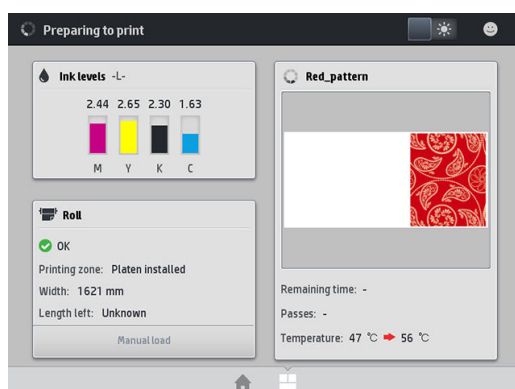 Preparing to print
Ink levels -L-
2.44 2.65 2.30 1.63
M Y K C
Roll
OK
Printing zone: Platen installed
Width: 1621 mm
Length left: Unknown
Manual load
Red_pattern
Remaining time: -
Passes: -
Temperature: 47 °C ➡ 56 °C